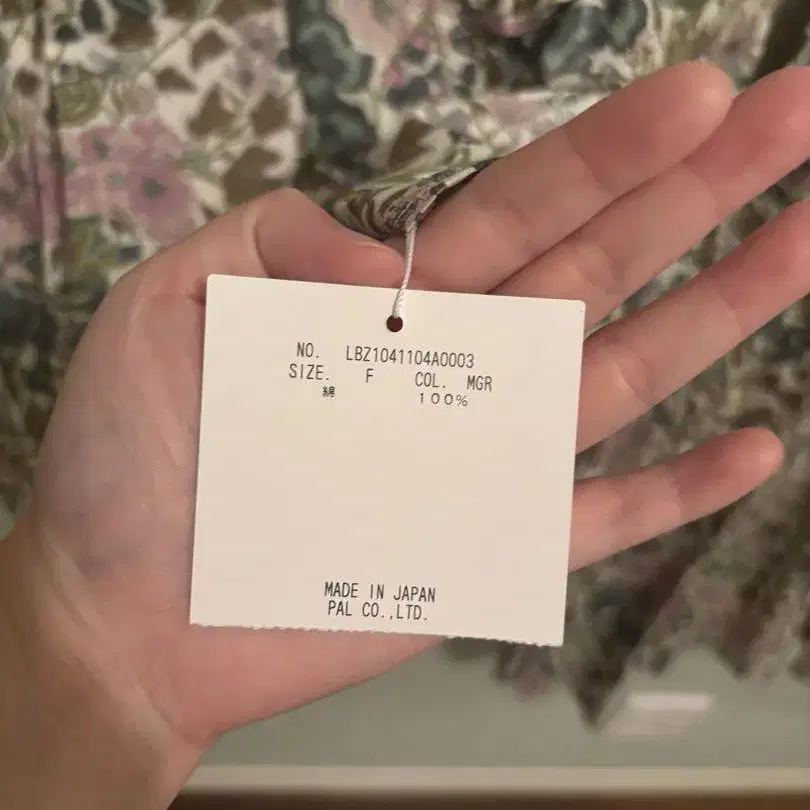 NO. LBZ1041104A0003
SIZE. F COL. MGR
綿 100%
MADE IN JAPAN
PAL CO.,LTD.